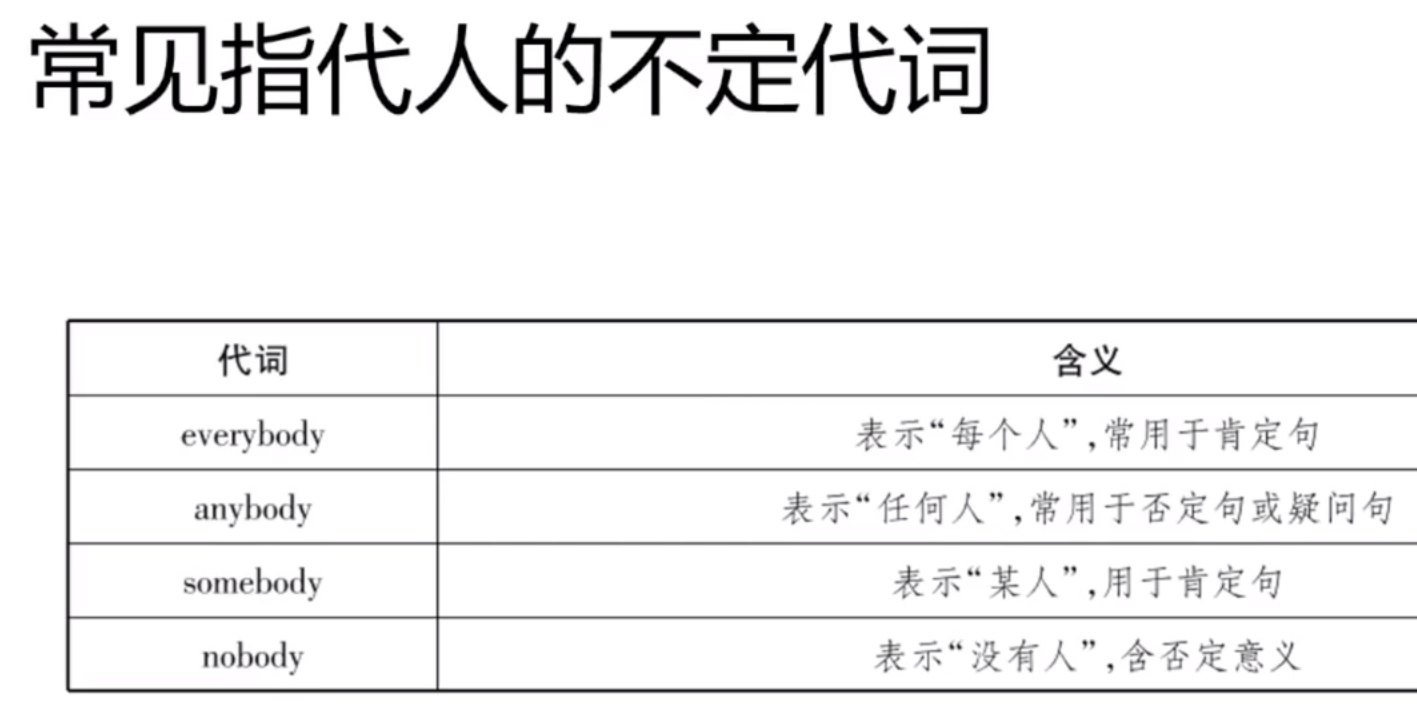 常见指代人的不定代词
代词 含义
everybody 表示“每个人”,常用于肯定句
anybody 表示“任何人”,常用于否定句或疑问句
somebody 表示“某人”,用于肯定句
nobody 表示“没有人”,含否定意义